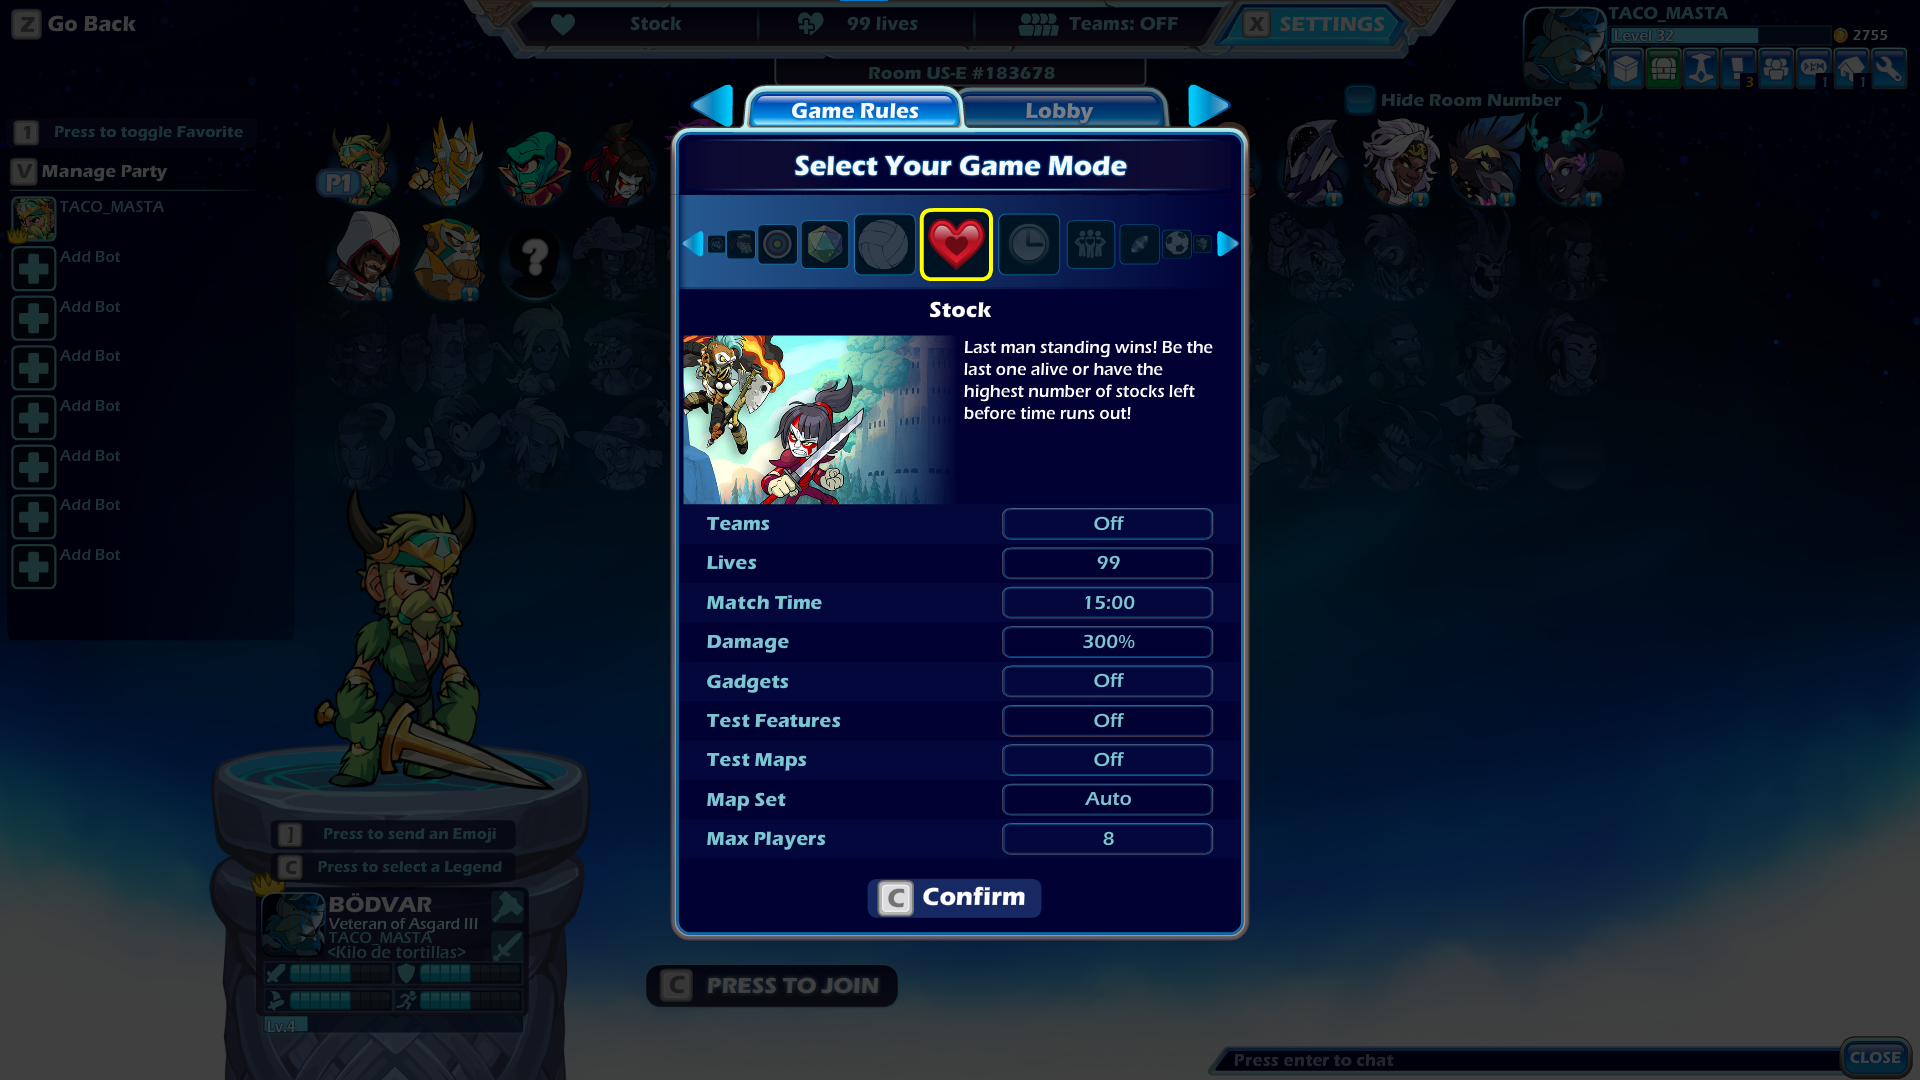 Z Go Back
Stock
99 lives
Teams: OFF
X SETTINGS
TACO_MASTA
Level 32
2755
3
1
1
Room US-E #183678
Hide Room Number
Game Rules
Lobby
1 Press to toggle Favorite
V Manage Party
TACO_MASTA
Add Bot
Add Bot
Add Bot
Add Bot
Add Bot
Add Bot
Add Bot
P1
?
Select Your Game Mode
Stock
Last man standing wins! Be the
last one alive or have the
highest number of stocks left
before time runs out!
Teams Off
Lives 99
Match Time 15:00
Damage 300%
Gadgets Off
Test Features Off
Test Maps Off
Map Set Auto
Max Players 8
C Confirm
] Press to send an Emoji
C Press to select a Legend
BÖDVAR
Veteran of Asgard III
TACO_MASTA
<Kilo de tortillas>
Lv.4
C PRESS TO JOIN
Press enter to chat
CLOSE